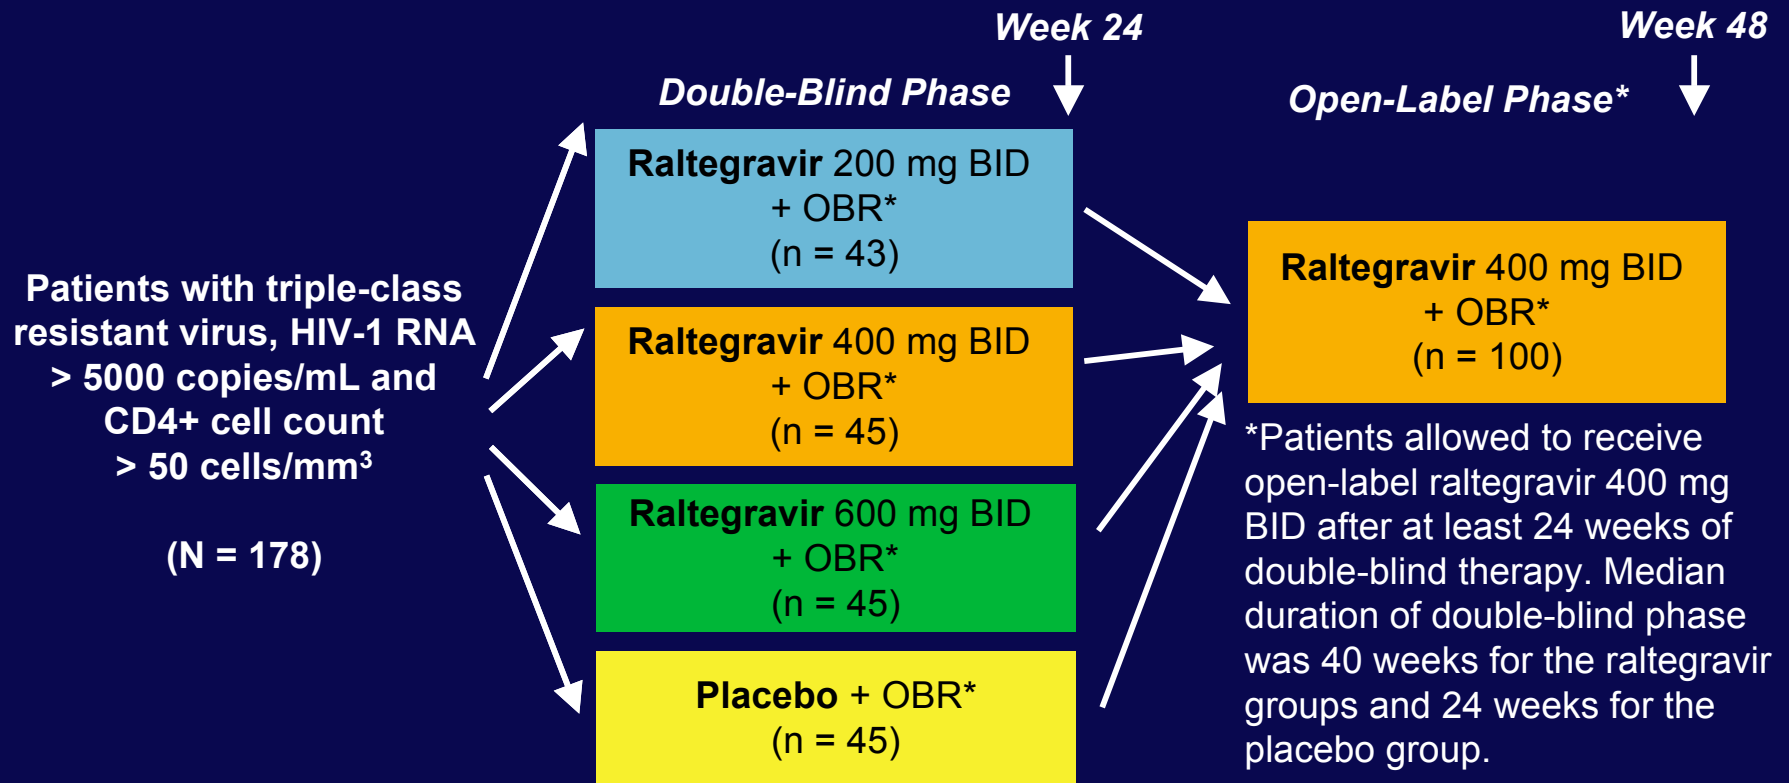 Week 24
Week 48
Double-Blind Phase
Open-Label Phase*
Patients with triple-class
resistant virus, HIV-1 RNA
> 5000 copies/mL and
CD4+ cell count
> 50 cells/mm³
(N = 178)
Raltegravir 200 mg BID
+ OBR*
(n = 43)
Raltegravir 400 mg BID
+ OBR*
(n = 45)
Raltegravir 600 mg BID
+ OBR*
(n = 45)
Placebo + OBR*
(n = 45)
Raltegravir 400 mg BID
+ OBR*
(n = 100)
*Patients allowed to receive
open-label raltegravir 400 mg
BID after at least 24 weeks of
double-blind therapy. Median
duration of double-blind phase
was 40 weeks for the raltegravir
groups and 24 weeks for the
placebo group.